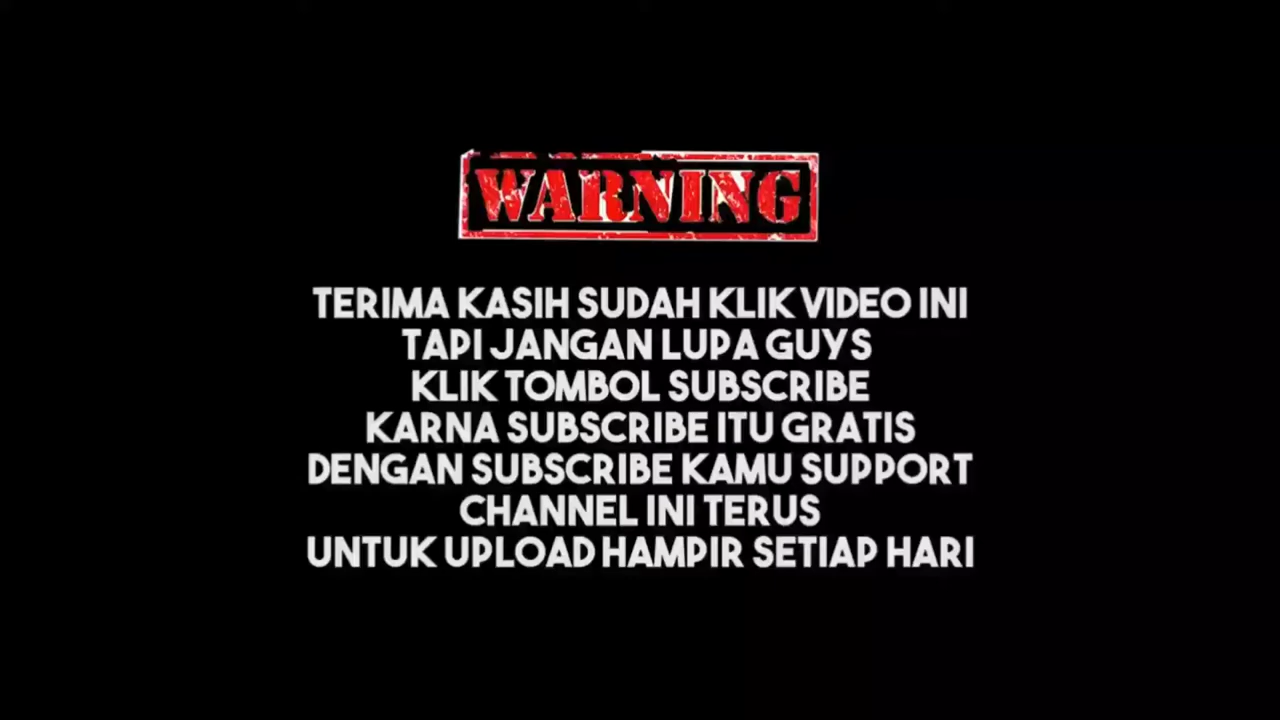 WARNING
TERIMA KASIH SUDAH KLIK VIDEO INI
TAPI JANGAN LUPA GUYS
KLIK TOMBOL SUBSCRIBE
KARNA SUBSCRIBE ITU GRATIS
DENGAN SUBSCRIBE KAMU SUPPORT
CHANNEL INI TERUS
UNTUK UPLOAD HAMPIR SETIAP HARI